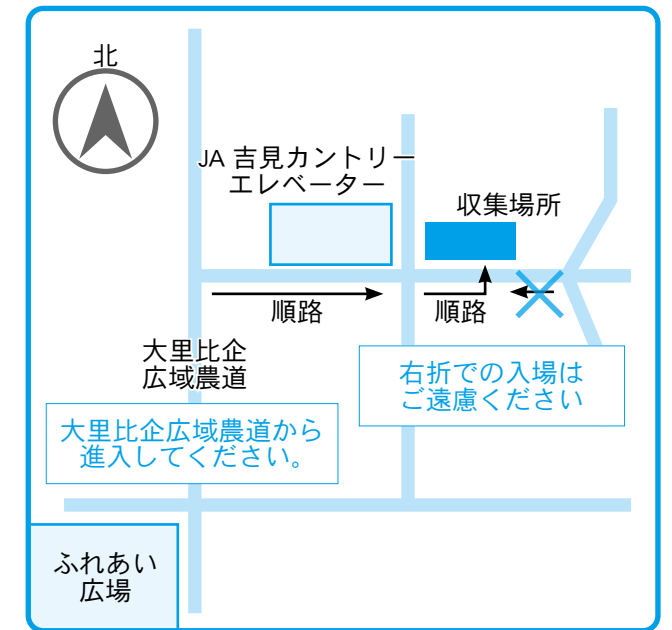 北
JA 吉見カントリー
エレベーター
収集場所
順路
順路
大里比企
広域農道
右折での入場は
ご遠慮ください
大里比企広域農道から
進入してください。
ふれあい
広場